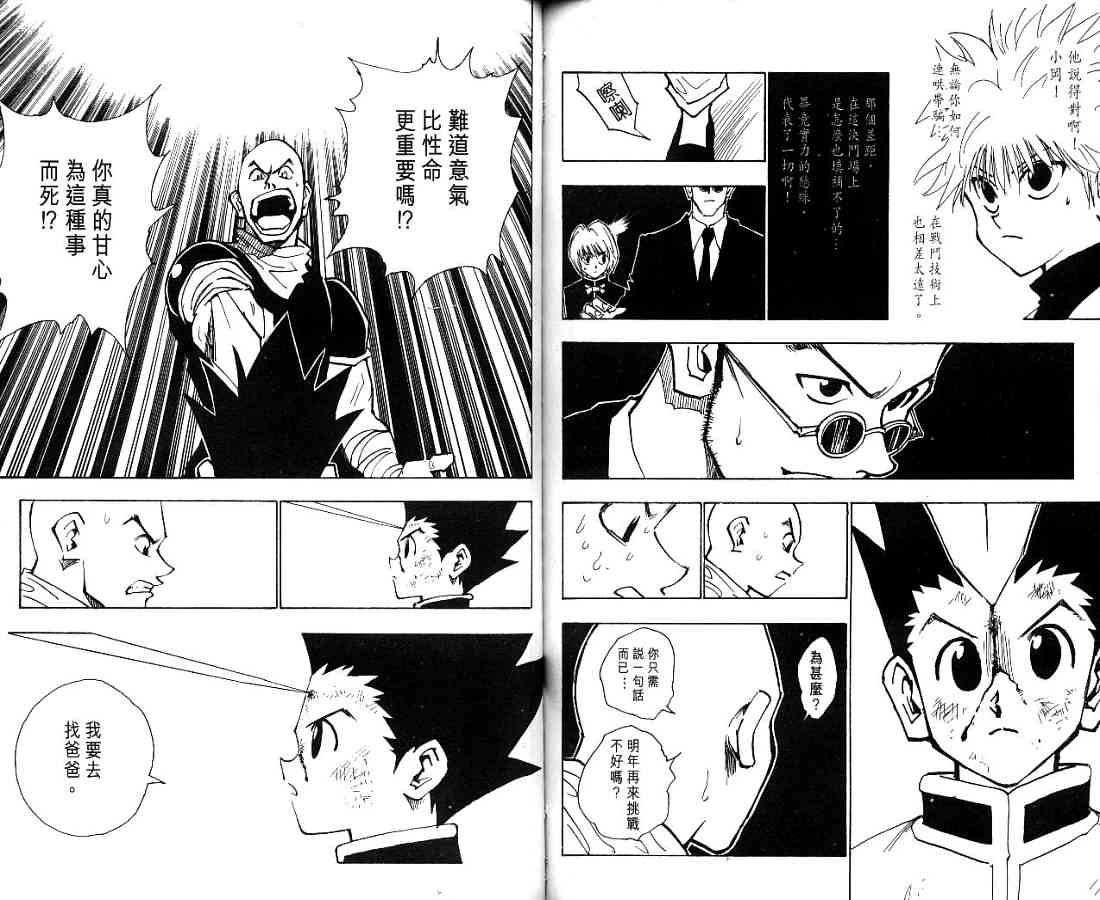 他說得對啊！
小岡！
無論你如何
連哄帶騙…
在戰鬥技術上
也相差太遠了。
那個差距，
在這決鬥場上
是怎麼也填補不了的…
畢竟實力的懸殊，
代表了一切啊！
嚓唰
為甚麼？
你只需
說一句話
而已…
明年再來挑戰
不好嗎？
難道意氣
比性命
更重要嗎!?
你真的甘心
為這種事
而死!?
我要去
找爸爸。